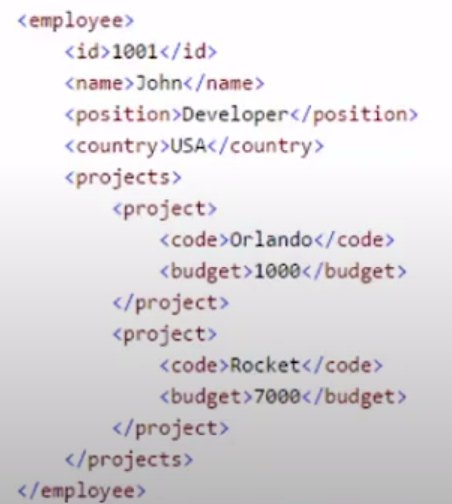 <employee>
<id>1001</id>
<name>John</name>
<position>Developer</position>
<country>USA</country>
<projects>
<project>
<code>Orlando</code>
<budget>1000</budget>
</project>
<project>
<code>Rocket</code>
<budget>7000</budget>
</project>
</projects>
</employee>